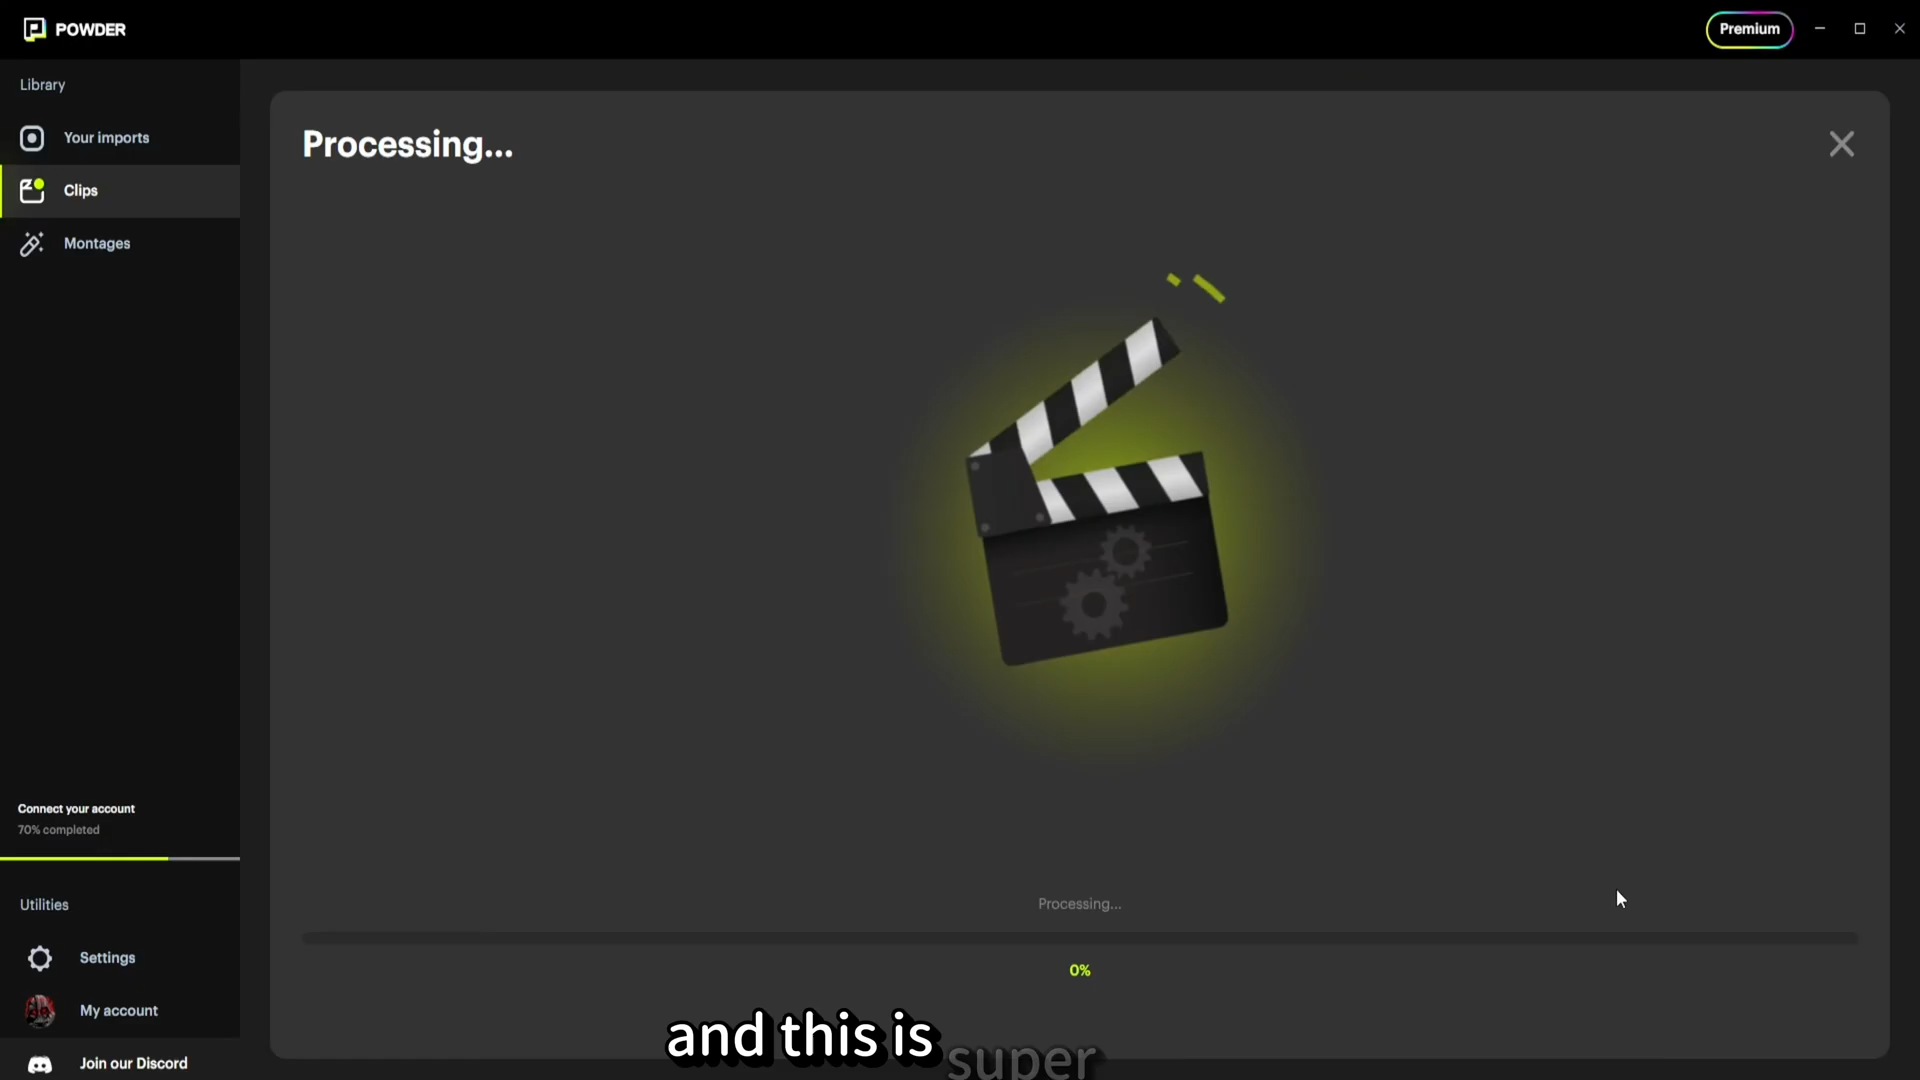 POWDER
Premium
Library
Your imports
Clips
Montages
Connect your account
70% completed
Utilities
Settings
My account
Join our Discord
Processing...
Processing...
0%
and this is super